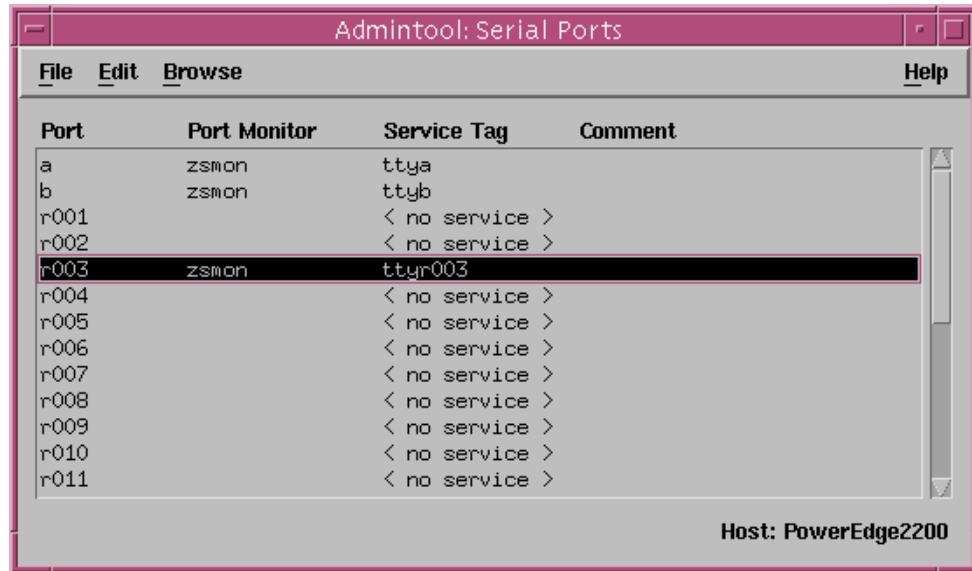 Admintool: Serial Ports
File Edit Browse Help
Port Port Monitor Service Tag Comment
a zsmon ttya
b zsmon ttyb
r001 < no service >
r002 < no service >
r003 zsmon ttyr003
r004 < no service >
r005 < no service >
r006 < no service >
r007 < no service >
r008 < no service >
r009 < no service >
r010 < no service >
r011 < no service >
Host: PowerEdge2200